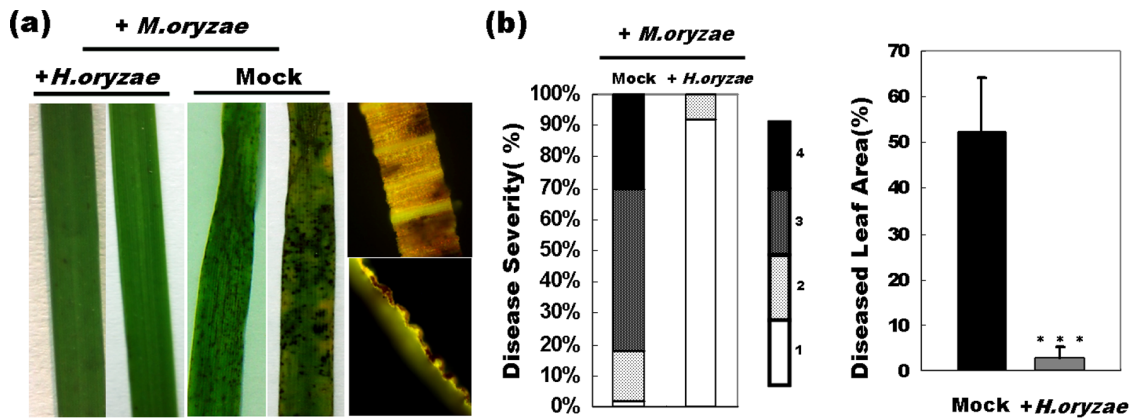 (a)
+ M.oryzae
+H.oryzae
Mock
(b)
+ M.oryzae
Mock
+ H.oryzae
Disease Severity( %)
100%
90%
80%
70%
60%
50%
40%
30%
20%
10%
0%
4
3
2
1
Diseased Leaf Area(%)
70
60
50
40
30
20
10
0
* * *
Mock
+H.oryzae